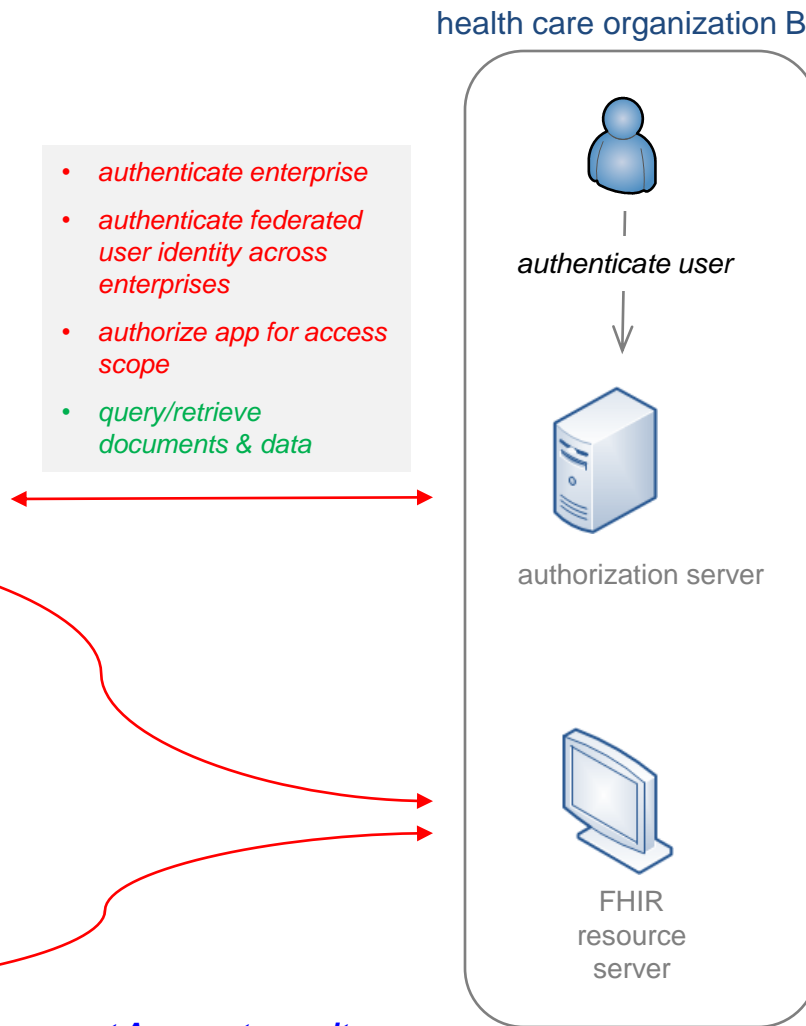 health care organization B
• authenticate enterprise
• authenticate federated
user identity across
enterprises
• authorize app for access
scope
• query/retrieve
documents & data
authenticate user
authorization server
FHIR
resource
server